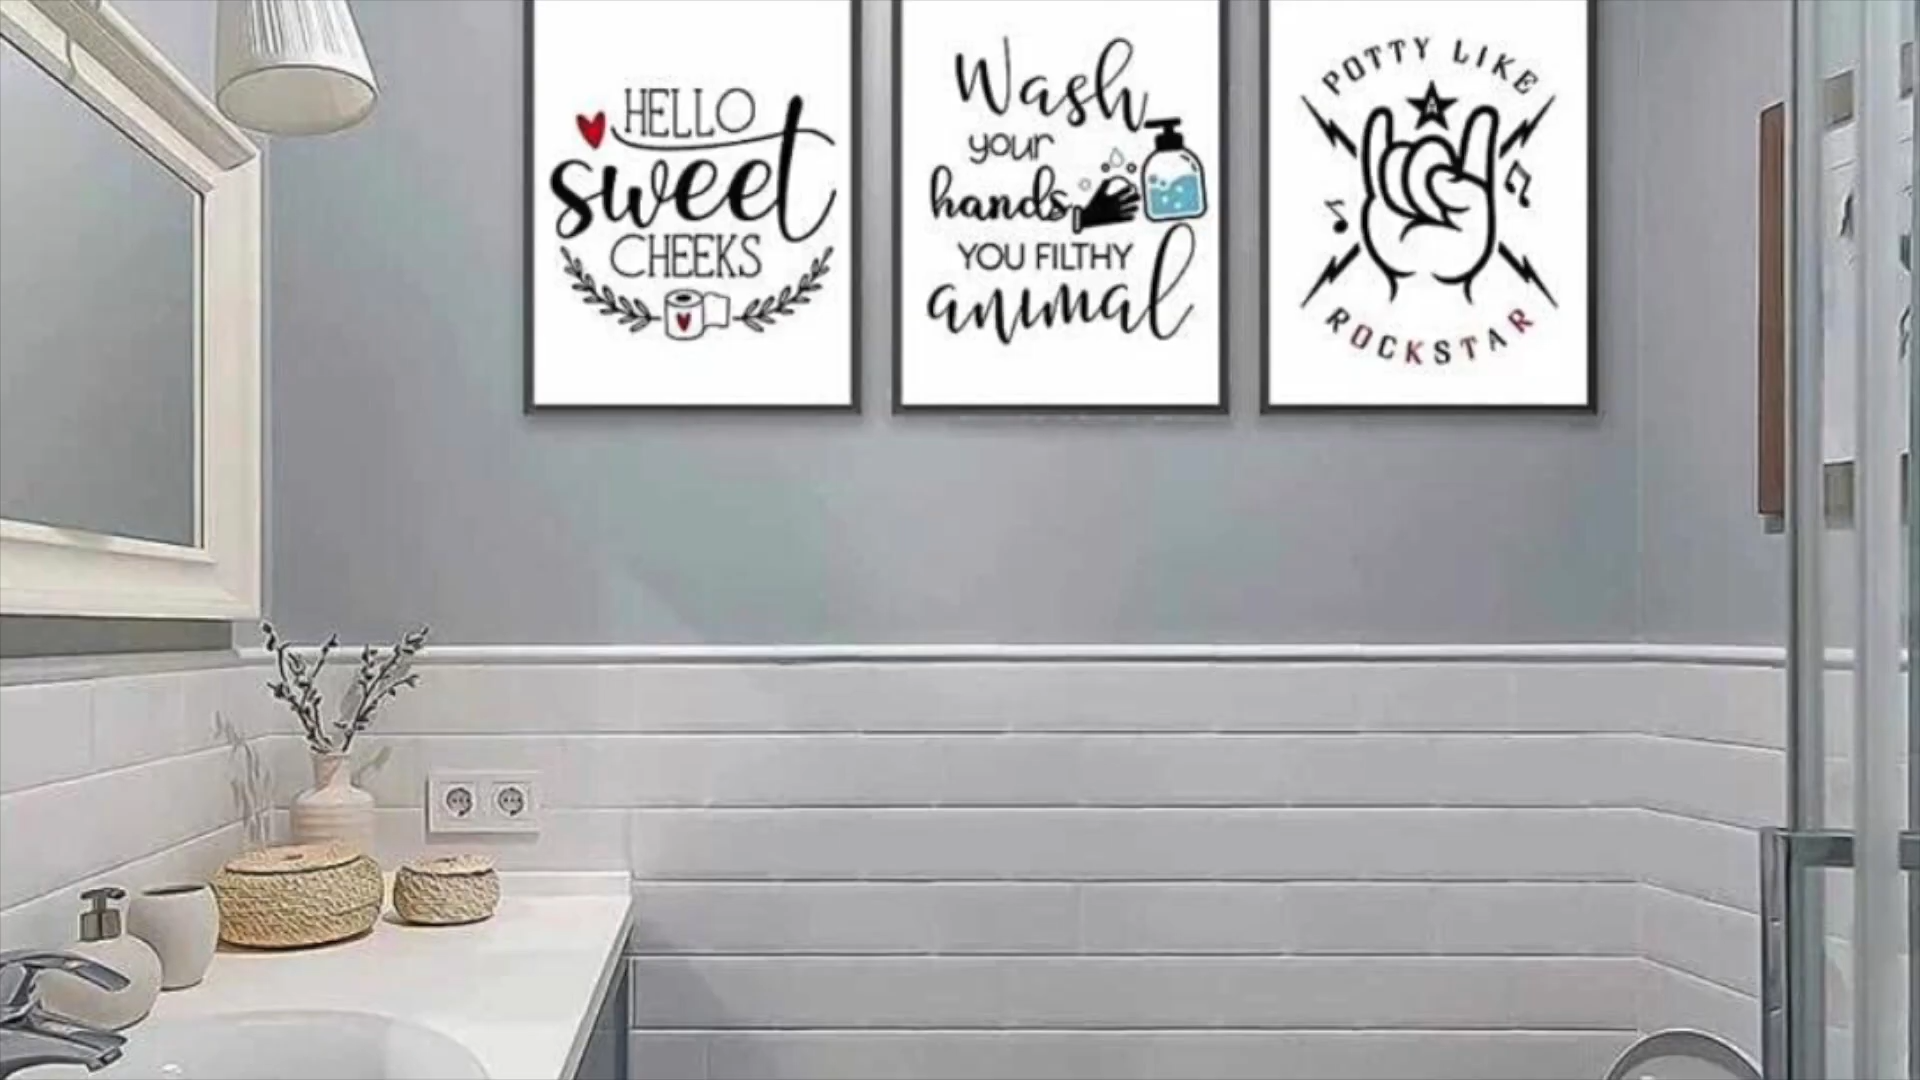 HELLO
sweet
CHEEKS
Wash
your
hands
YOU FILTHY
animal
POTTY LIKE
A
ROCKSTAR